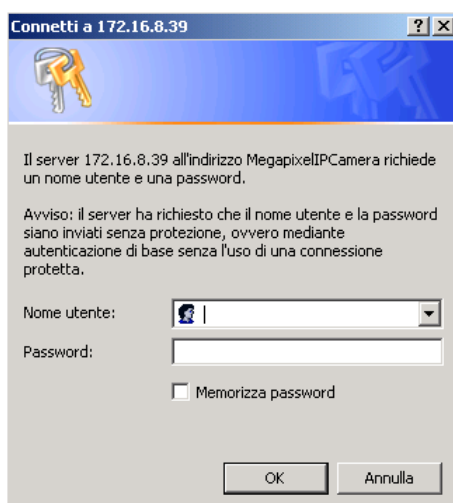 Connetti a 172.16.8.39
Il server 172.16.8.39 all'indirizzo MegapixelIPCamera richiede
un nome utente e una password.
Avviso: il server ha richiesto che il nome utente e la password
siano inviati senza protezione, ovvero mediante
autenticazione di base senza l'uso di una connessione
protetta.
Nome utente:
Password:
Memorizza password
OK Annulla